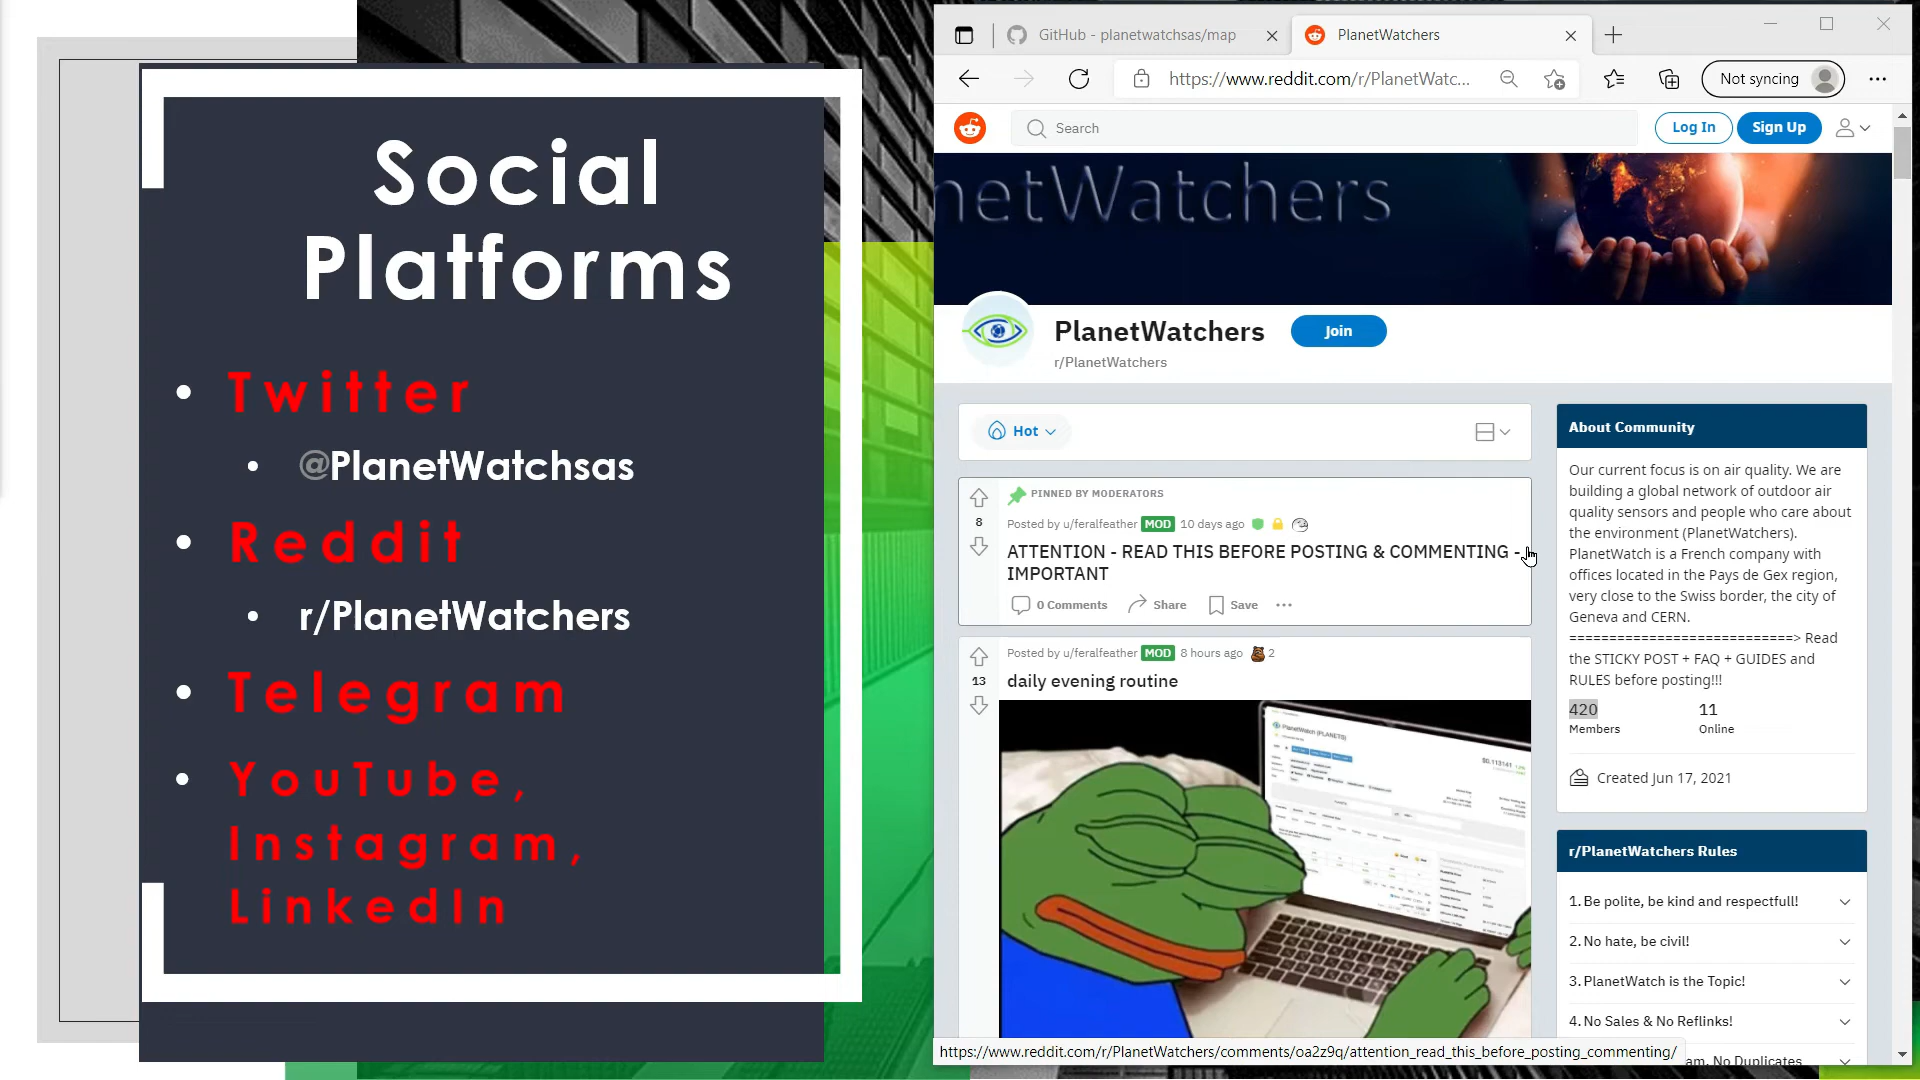 Social
Platforms
• Twitter
• @PlanetWatchsas
• Reddit
• r/PlanetWatchers
• Telegram
• YouTube,
Instagram,
LinkedIn
GitHub - planetwatchsas/map
PlanetWatchers
https://www.reddit.com/r/PlanetWatc...
Not syncing
Search
Log In
Sign Up
netWatchers
PlanetWatchers
Join
r/PlanetWatchers
Hot
PINNED BY MODERATORS
8
Posted by u/feralfeather MOD 10 days ago
ATTENTION - READ THIS BEFORE POSTING & COMMENTING -
IMPORTANT
0 Comments
Share
Save
Posted by u/feralfeather MOD 8 hours ago 2
13
daily evening routine
PlanetWatch (PLANETS)
$0.113141
About Community
Our current focus is on air quality. We are
building a global network of outdoor air
quality sensors and people who care about
the environment (PlanetWatchers).
PlanetWatch is a French company with
offices located in the Pays de Gex region,
very close to the Swiss border, the city of
Geneva and CERN.
===========================> Read
the STICKY POST + FAQ + GUIDES and
RULES before posting!!!
420 11
Members Online
Created Jun 17, 2021
r/PlanetWatchers Rules
1. Be polite, be kind and respectfull!
2. No hate, be civil!
3. PlanetWatch is the Topic!
4. No Sales & No Reflinks!
am, No Duplicates
https://www.reddit.com/r/PlanetWatchers/comments/oa2z9q/attention_read_this_before_posting_commenting/